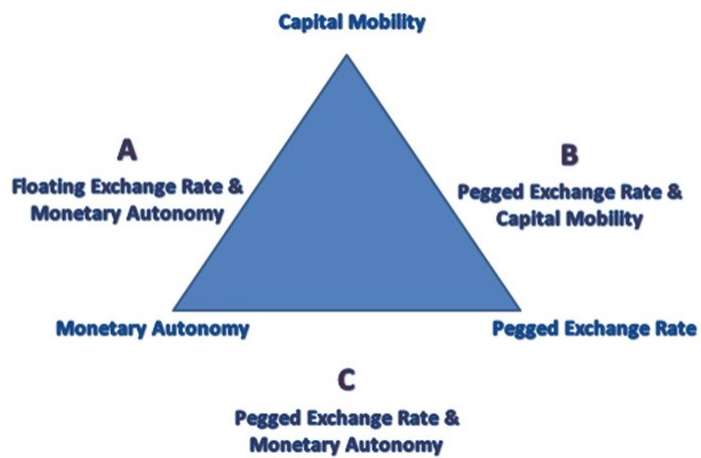 Capital Mobility
A
Floating Exchange Rate &
Monetary Autonomy
B
Pegged Exchange Rate &
Capital Mobility
Monetary Autonomy
Pegged Exchange Rate
C
Pegged Exchange Rate &
Monetary Autonomy